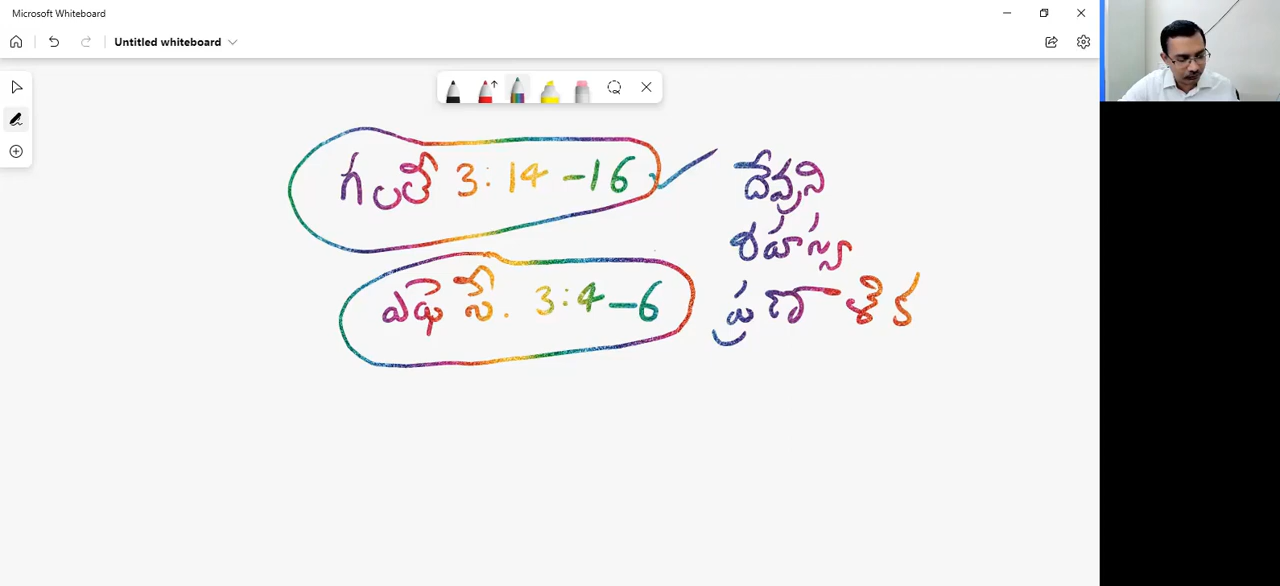 Microsoft Whiteboard
Untitled whiteboard
గలతీ 3:14-16
ఎఫెసీ. 3:4-6
దేవుని
రహస్య
ప్రణాళిక